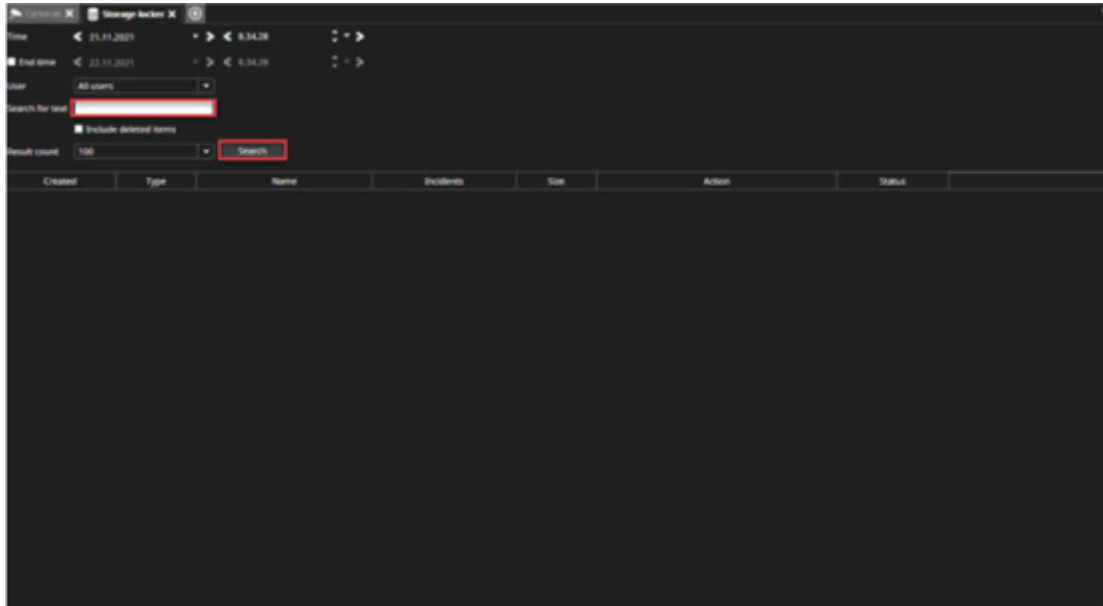 Cameras Storage locker
Time 21.11.2021 8.34.28
End time 22.11.2021 8.34.28
User All users
Search for text
Include deleted items
Result count 100 Search
Created Type Name Incidents Size Action Status